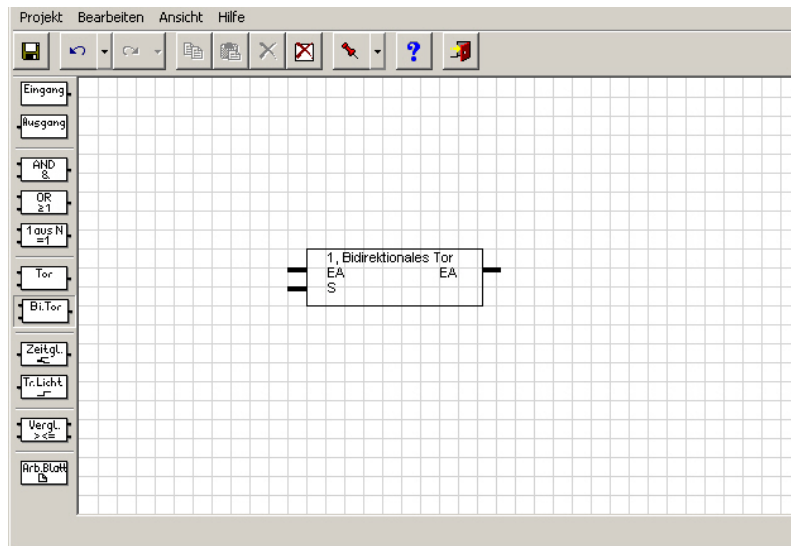 Projekt Bearbeiten Ansicht Hilfe
?
Eingang
Ausgang
AND
&
OR
≥1
1 aus N
=1
Tor
Bi.Tor
Zeitgl.
Tr.Licht
Vergl.
><=
Arb.Blatt
1, Bidirektionales Tor
EA EA
S